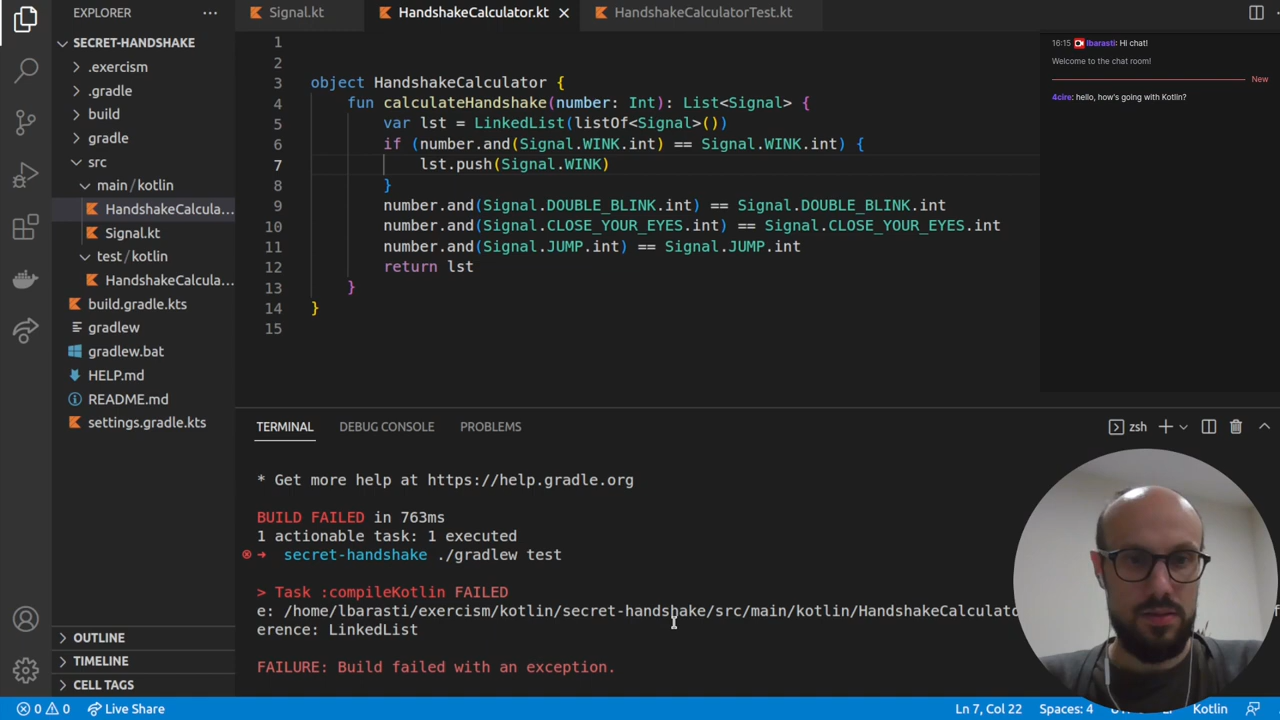 EXPLORER
SECRET-HANDSHAKE
.exercism
.gradle
build
gradle
src
main / kotlin
HandshakeCalcula...
Signal.kt
test / kotlin
HandshakeCalcula...
build.gradle.kts
gradlew
gradlew.bat
HELP.md
README.md
settings.gradle.kts
OUTLINE
TIMELINE
CELL TAGS
Signal.kt
HandshakeCalculator.kt
HandshakeCalculatorTest.kt
1
2
3 object HandshakeCalculator {
4 fun calculateHandshake(number: Int): List<Signal> {
5 var lst = LinkedList(listOf<Signal>())
6 if (number.and(Signal.WINK.int) == Signal.WINK.int) {
7 lst.push(Signal.WINK)
8 }
9 number.and(Signal.DOUBLE_BLINK.int) == Signal.DOUBLE_BLINK.int
10 number.and(Signal.CLOSE_YOUR_EYES.int) == Signal.CLOSE_YOUR_EYES.int
11 number.and(Signal.JUMP.int) == Signal.JUMP.int
12 return lst
13 }
14 }
15
16:15 lbarasti: Hi chat!
Welcome to the chat room!
New
4cire: hello, how's going with Kotlin?
TERMINAL DEBUG CONSOLE PROBLEMS
zsh
* Get more help at https://help.gradle.org
BUILD FAILED in 763ms
1 actionable task: 1 executed
secret-handshake ./gradlew test
> Task :compileKotlin FAILED
e: /home/lbarasti/exercism/kotlin/secret-handshake/src/main/kotlin/HandshakeCalculato
erence: LinkedList
FAILURE: Build failed with an exception.
0 0 Live Share
Ln 7, Col 22 Spaces: 4 Kotlin